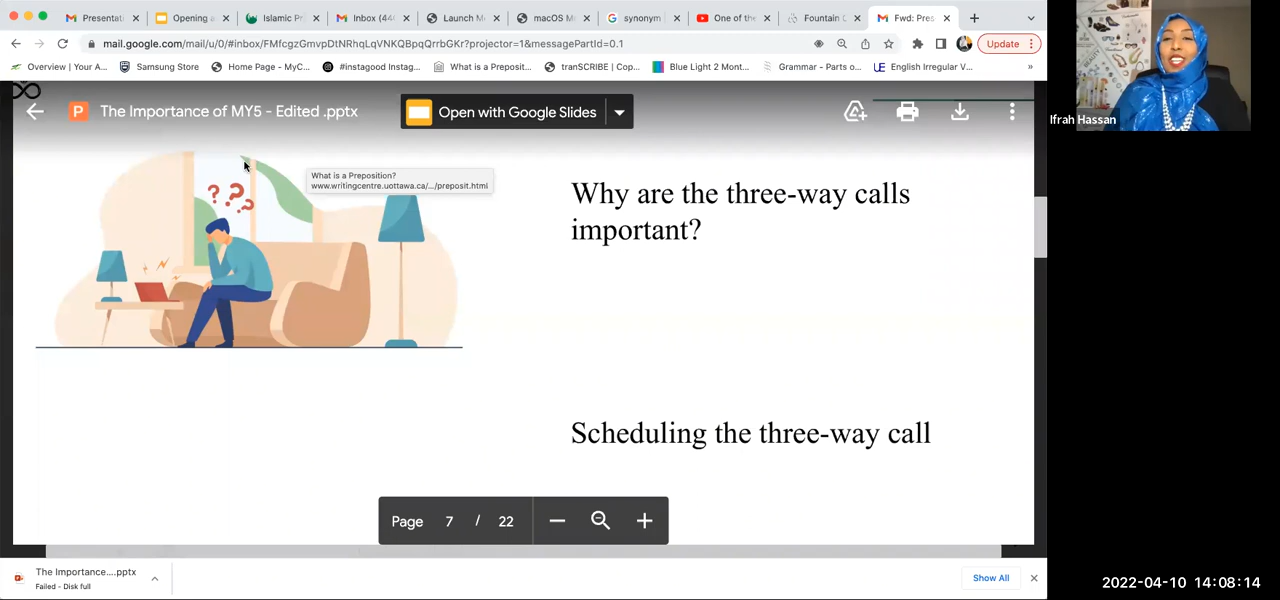 Presentat
Opening a
Islamic Pr
Inbox (44
Launch M
macOS M
synonym
One of the
Fountain
Fwd: Pres
mail.google.com/mail/u/0/#inbox/FMfcgzGmvpDtNRhqLqVNKQBpqQrrbGKr?projector=1&messagePartId=0.1
Update
Overview | Your A...
Samsung Store
Home Page - MyC...
#instagood Instag...
What is a Preposit...
tranSCRIBE | Cop...
Blue Light 2 Mont...
Grammar - Parts o...
English Irregular V...
»
The Importance of MY5 - Edited .pptx
Open with Google Slides
Ifrah Hassan
? ? ?
What is a Preposition?
www.writingcentre.uottawa.ca/.../preposit.html
Why are the three-way calls
important?
Scheduling the three-way call
Page 7 / 22
The Importance....pptx
Failed - Disk full
Show All
2022-04-10 14:08:14